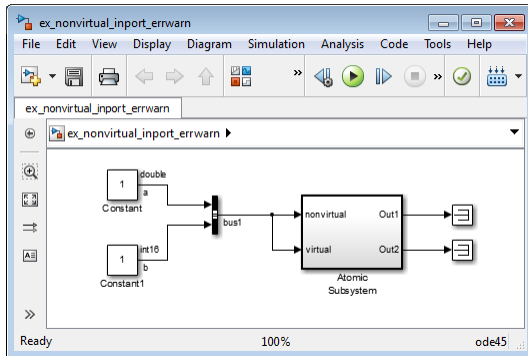 ex_nonvirtual_inport_errwarn
File Edit View Display Diagram Simulation Analysis Code Tools Help
» »
ex_nonvirtual_inport_errwarn
ex_nonvirtual_inport_errwarn
double
1
a
Constant
bus1
nonvirtual Out1
int16
virtual Out2
1
b
Constant1
Atomic
Subsystem
A
»
Ready 100% ode45